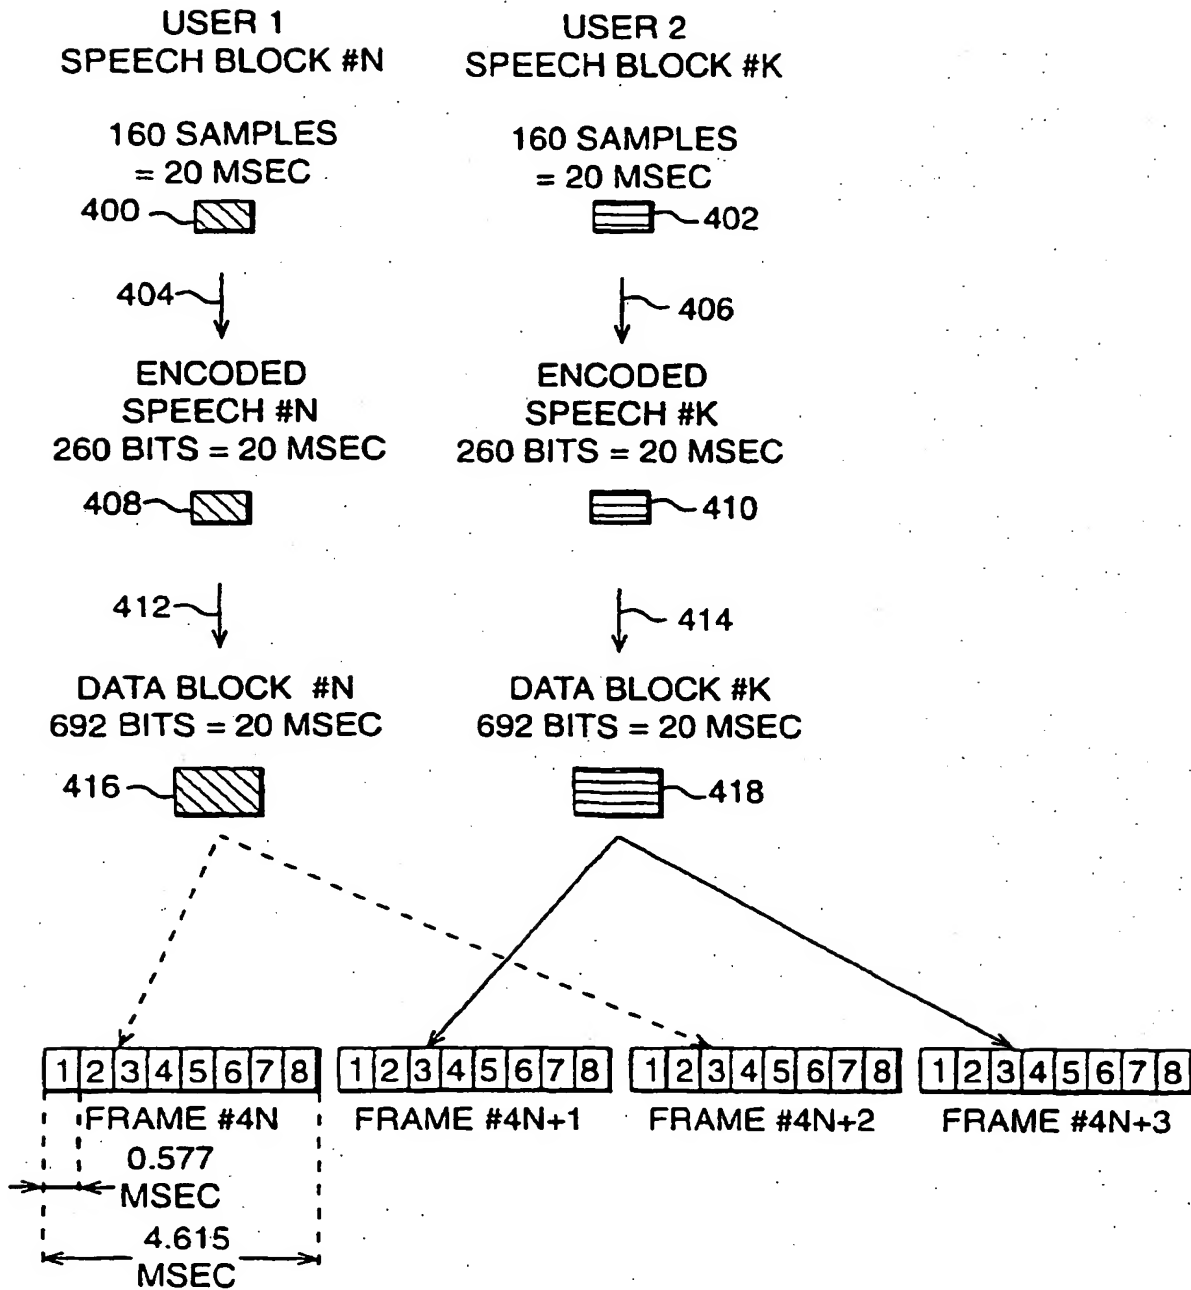 USER 1
SPEECH BLOCK #N
USER 2
SPEECH BLOCK #K
160 SAMPLES
= 20 MSEC
160 SAMPLES
= 20 MSEC
400
402
404
406
ENCODED
SPEECH #N
260 BITS = 20 MSEC
ENCODED
SPEECH #K
260 BITS = 20 MSEC
408
410
412
414
DATA BLOCK #N
692 BITS = 20 MSEC
DATA BLOCK #K
692 BITS = 20 MSEC
416
418
1 2 3 4 5 6 7 8
1 2 3 4 5 6 7 8
1 2 3 4 5 6 7 8
1 2 3 4 5 6 7 8
FRAME #4N
FRAME #4N+1
FRAME #4N+2
FRAME #4N+3
0.577
MSEC
4.615
MSEC